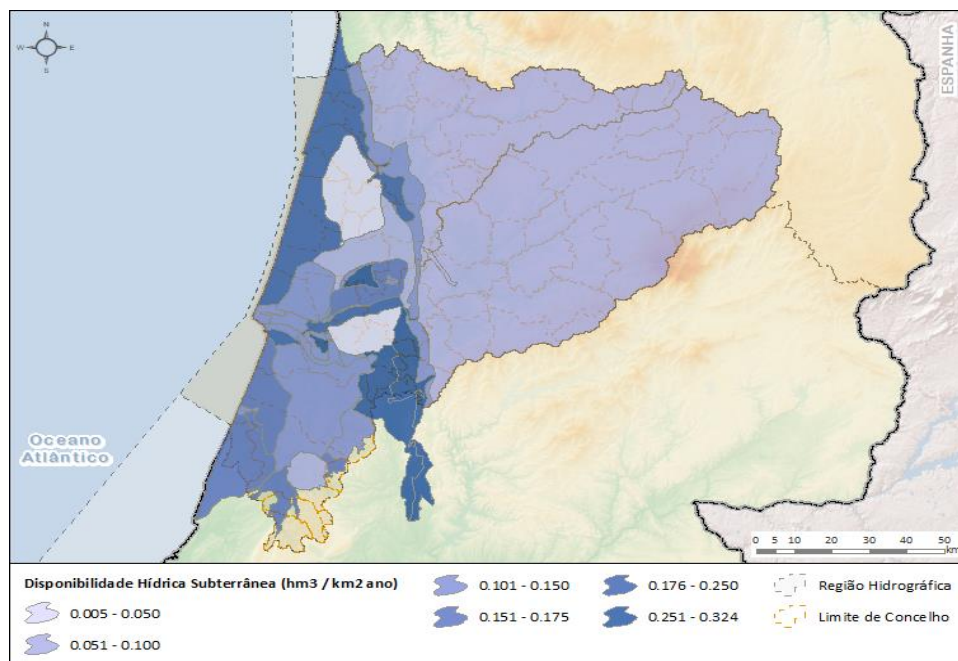 N
W E
S
ESPANHA
Oceano
Atlântico
0 5 10 20 30 40 50
km
Disponibilidade Hídrica Subterrânea (hm3 / km2 ano)
0.005 - 0.050
0.051 - 0.100
0.101 - 0.150
0.151 - 0.175
0.176 - 0.250
0.251 - 0.324
Região Hidrográfica
Limite de Concelho